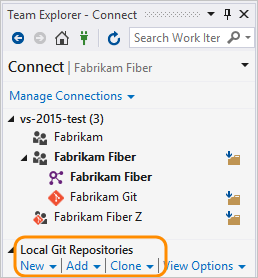 Team Explorer - Connect
Search Work Iter
Connect | Fabrikam Fiber
Manage Connections
vs-2015-test (3)
Fabrikam
Fabrikam Fiber
Fabrikam Fiber
Fabrikam Git
Fabrikam Fiber Z
Local Git Repositories
New | Add | Clone | View Options